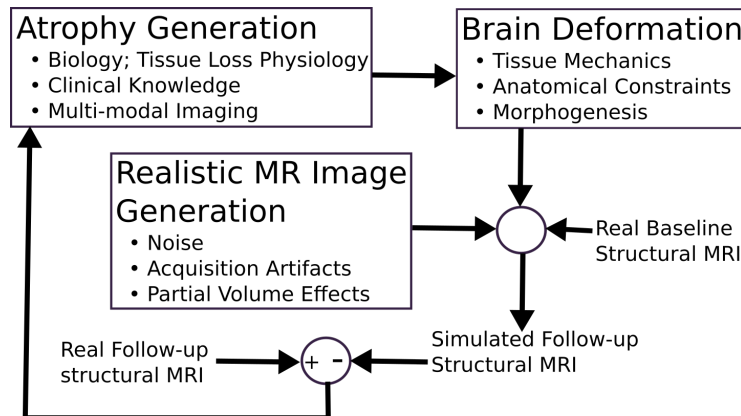 Atrophy Generation
• Biology; Tissue Loss Physiology
• Clinical Knowledge
• Multi-modal Imaging
Brain Deformation
• Tissue Mechanics
• Anatomical Constraints
• Morphogenesis
Realistic MR Image
Generation
• Noise
• Acquisition Artifacts
• Partial Volume Effects
Real Baseline
Structural MRI
Simulated Follow-up
Structural MRI
Real Follow-up
structural MRI
+ -